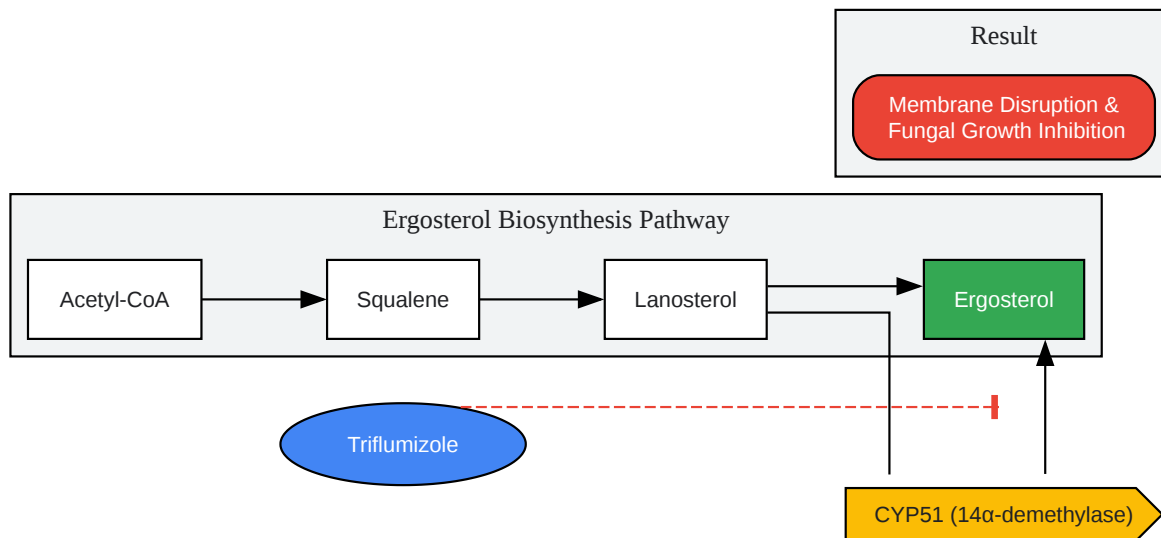 Result
Membrane Disruption &
Fungal Growth Inhibition
Ergosterol Biosynthesis Pathway
Acetyl-CoA
Squalene
Lanosterol
Ergosterol
Triflumizole
CYP51 (14α-demethylase)